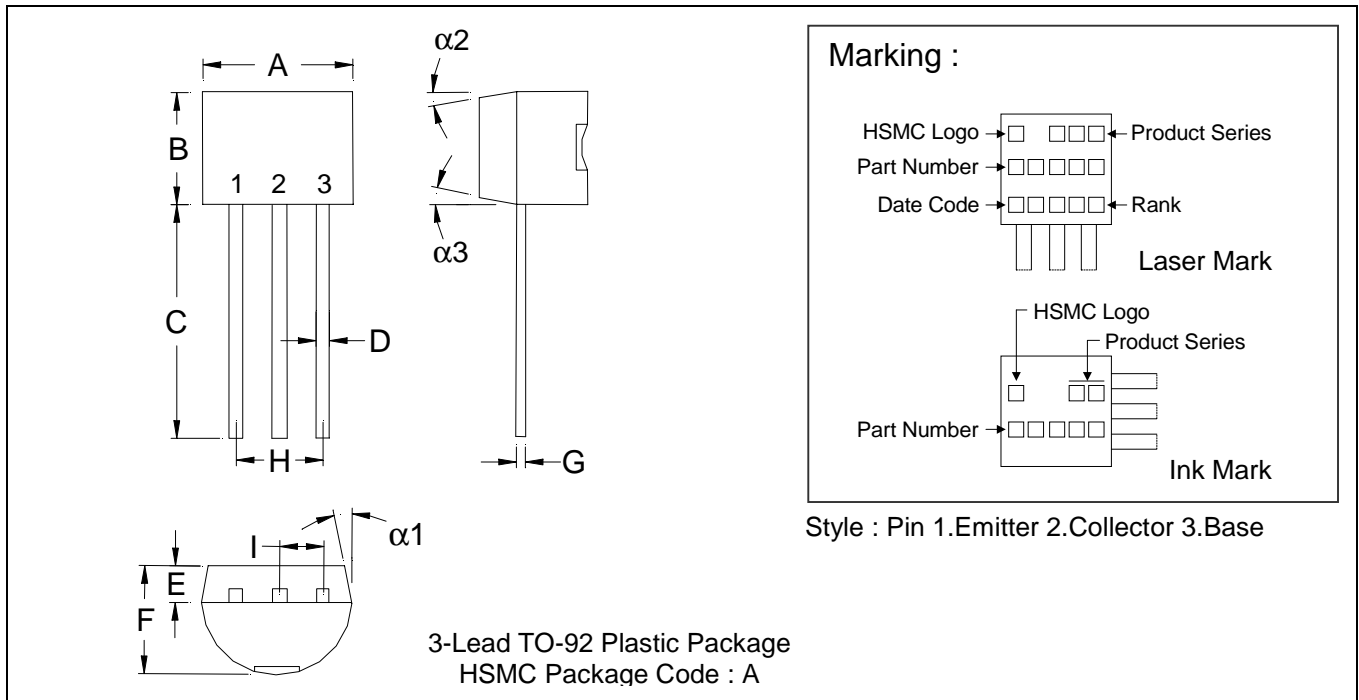 α2
A
B
1 2 3
α3
C
D
H
G
α1
I
E
F
3-Lead TO-92 Plastic Package
HSMC Package Code : A
Marking :
HSMC Logo
Product Series
Part Number
Date Code
Rank
Laser Mark
HSMC Logo
Product Series
Part Number
Ink Mark
Style : Pin 1.Emitter 2.Collector 3.Base